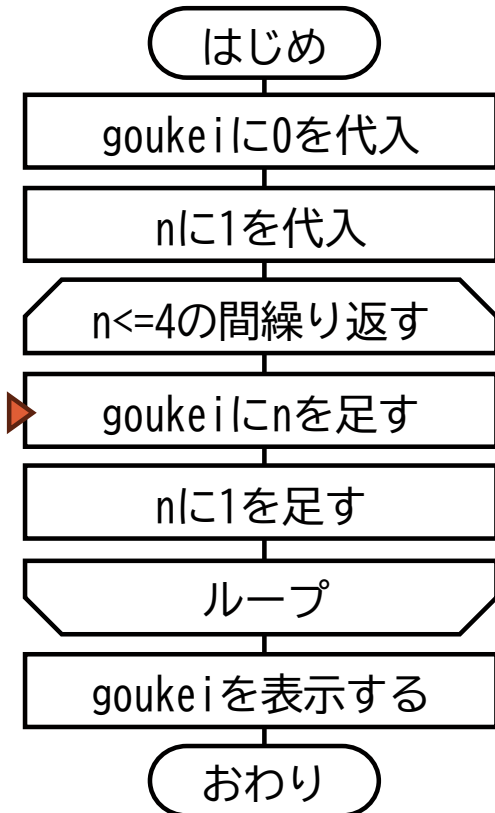 はじめ
goukeiに0を代入
nに1を代入
n<=4の間繰り返す
goukeiにnを足す
nに1を足す
ループ
goukeiを表示する
おわり